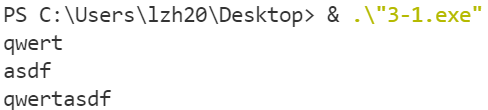 PS C:\Users\lzh20\Desktop> & .\"3-1.exe"
qwert
asdf
qwertasdf